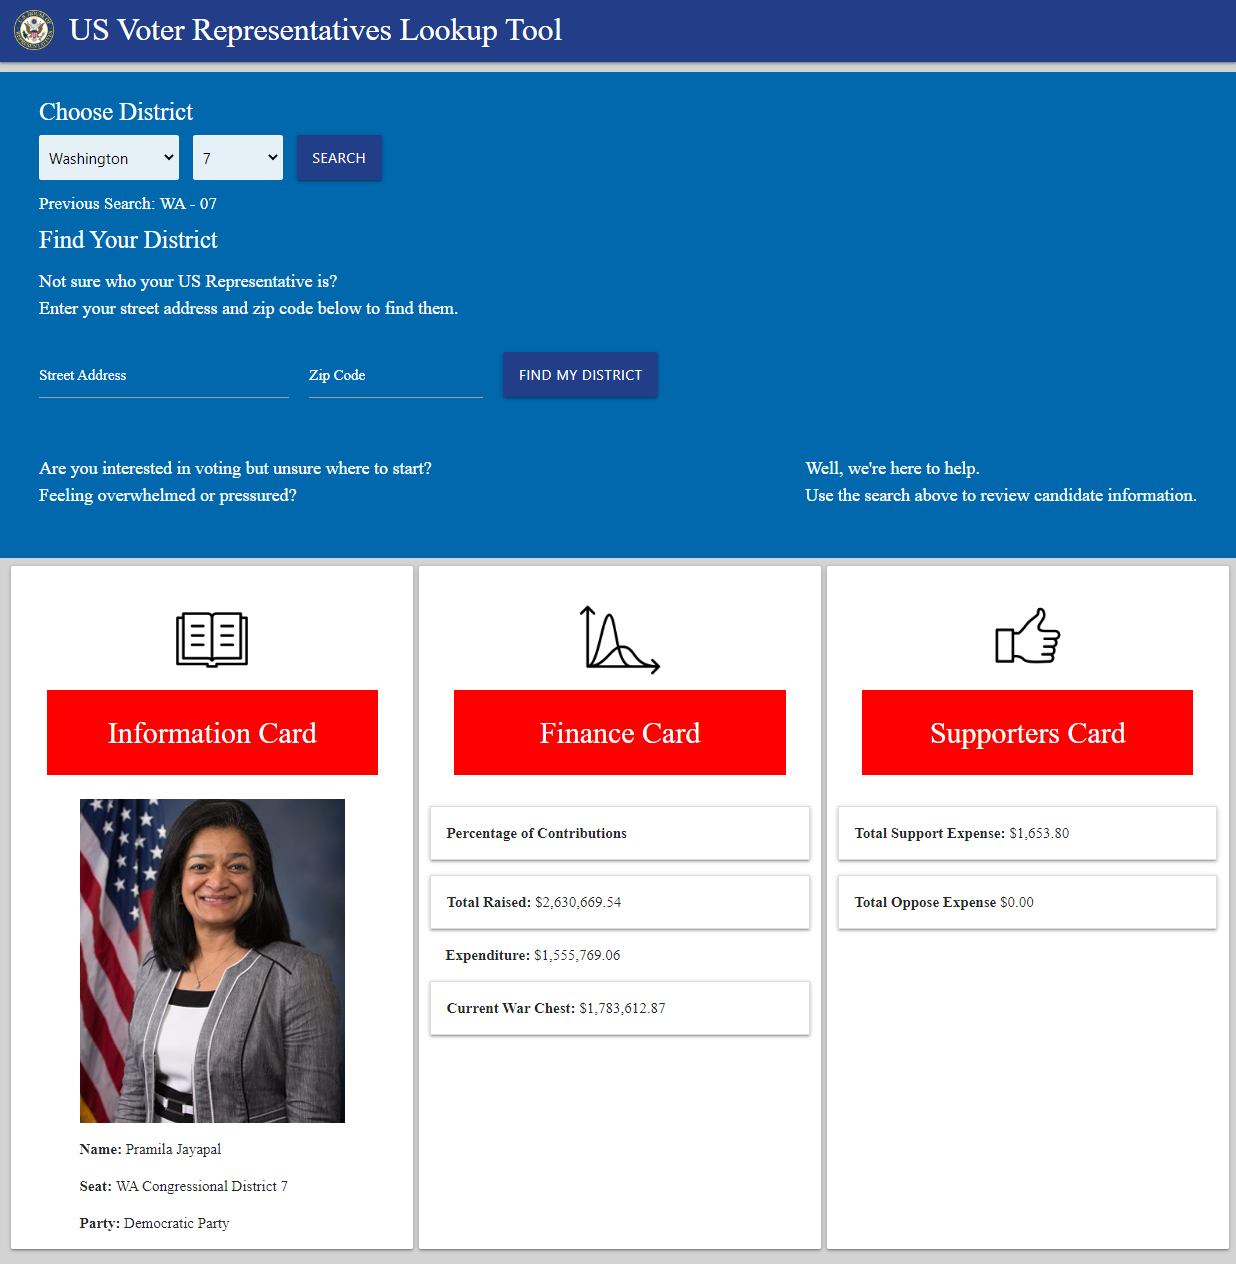 US Voter Representatives Lookup Tool
Choose District
Washington
7
SEARCH
Previous Search: WA - 07
Find Your District
Not sure who your US Representative is?
Enter your street address and zip code below to find them.
Street Address
Zip Code
FIND MY DISTRICT
Are you interested in voting but unsure where to start?
Feeling overwhelmed or pressured?
Well, we're here to help.
Use the search above to review candidate information.
Information Card
Name: Pramila Jayapal
Seat: WA Congressional District 7
Party: Democratic Party
Finance Card
Percentage of Contributions
Total Raised: $2,630,669.54
Expenditure: $1,555,769.06
Current War Chest: $1,783,612.87
Supporters Card
Total Support Expense: $1,653.80
Total Oppose Expense $0.00